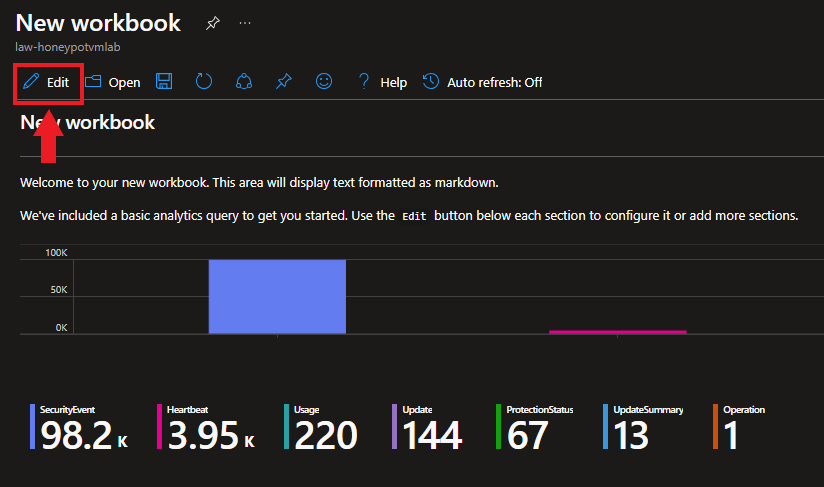 New workbook
law-honeypotvmlab
Edit Open Help Auto refresh: Off
New workbook
Welcome to your new workbook. This area will display text formatted as markdown.
We've included a basic analytics query to get you started. Use the Edit button below each section to configure it or add more sections.
100K
50K
0K
SecurityEvent Heartbeat Usage Update ProtectionStatus UpdateSummary Operation
98.2 K 3.95 K 220 144 67 13 1